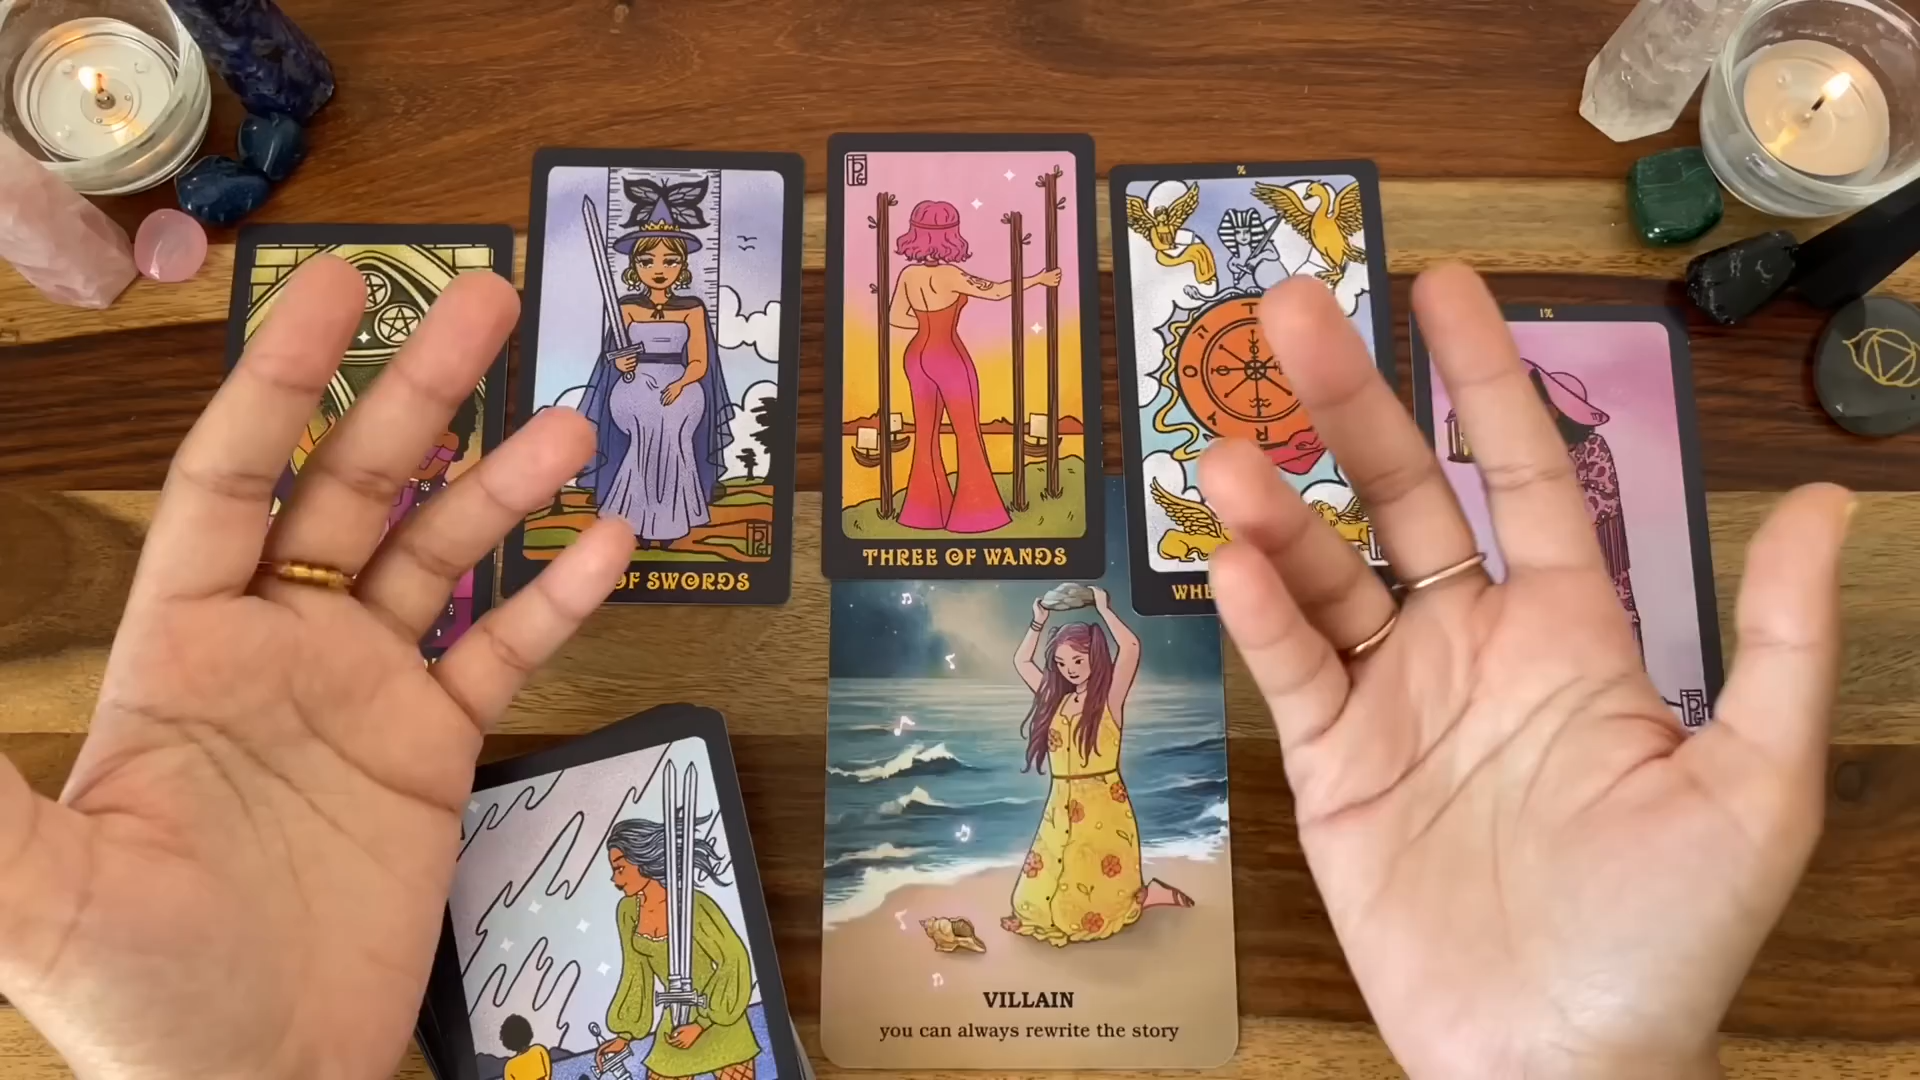 OF SWORDS
THREE OF WANDS
WHE
VILLAIN
you can always rewrite the story